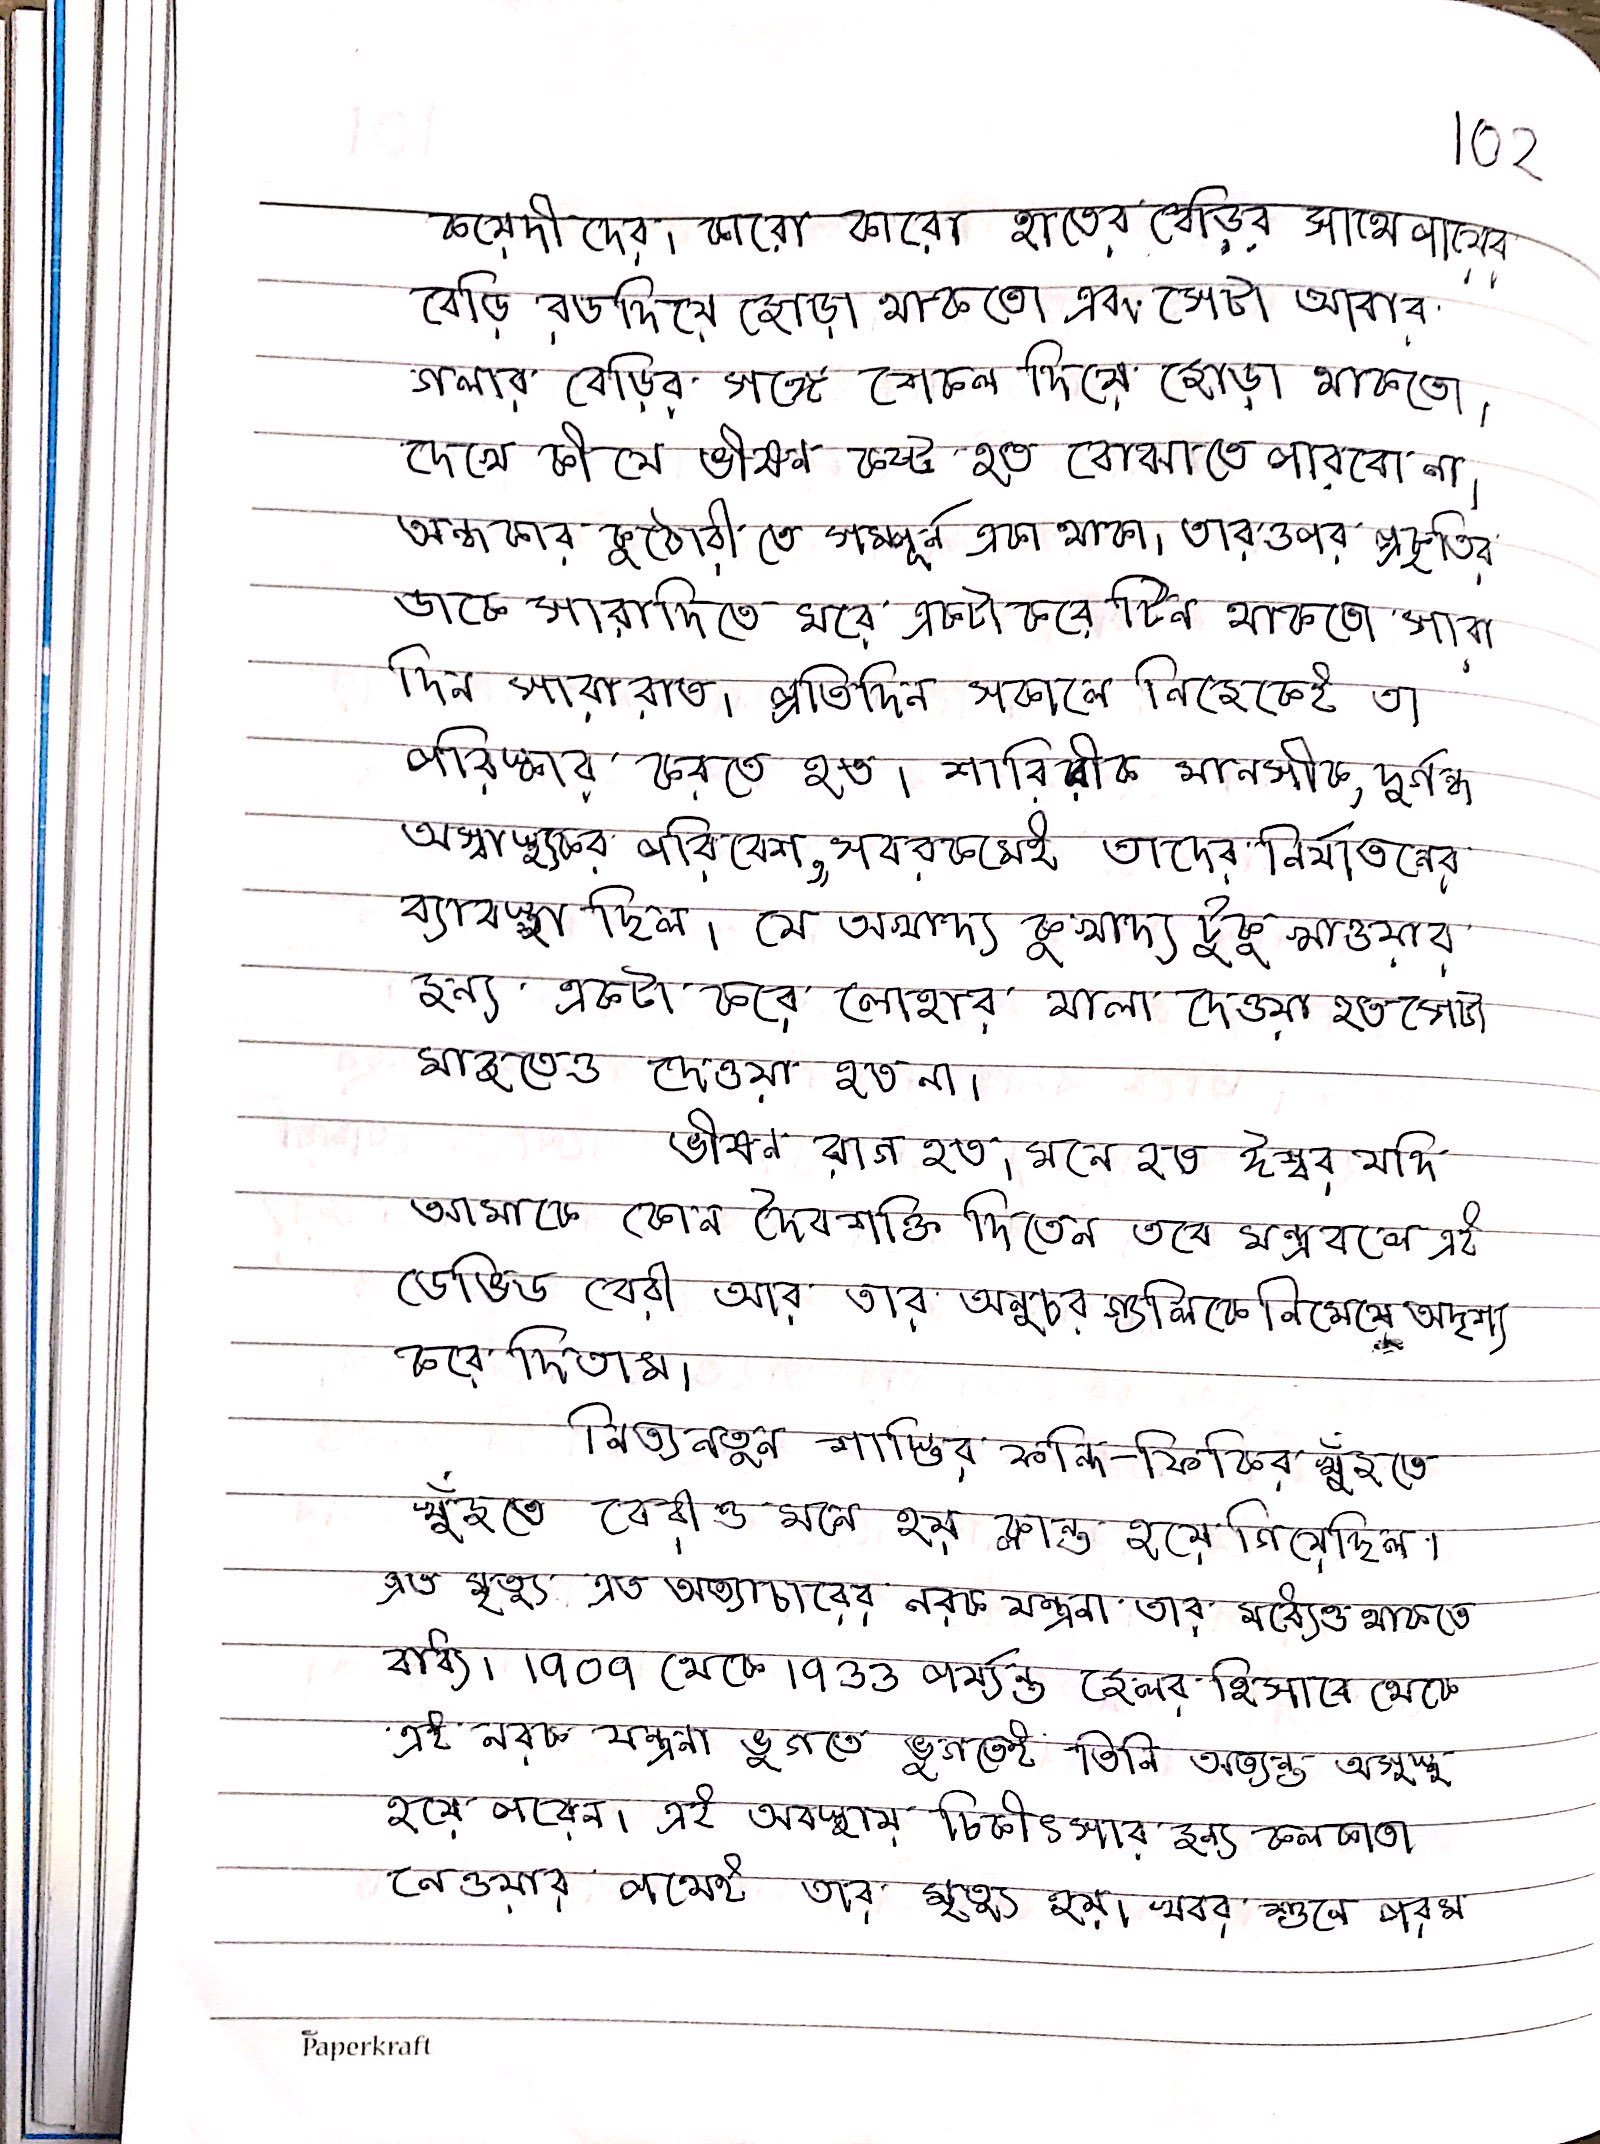 102
কয়েদীদের। কারো কারো হাতের বেড়ির সাথে পায়ের
বেড়ি রড দিয়ে জোড়া থাকতো এবং সেটা আবার
গলার বেড়ির সঙ্গে শেকল দিয়ে জোড়া থাকতো।
দেখে কী যে ভীষন কষ্ট হত বোঝাতে পারবো না।
অন্ধকার কুঠোরীতে সম্পূর্ন একা থাকা। তার ওপর প্রকৃতির
ডাকে সারা দিতে ঘরে একটা করে টিন থাকতো সারা
দিন সারারাত। প্রতিদিন সকালে নিজেকেই তা
পরিস্কার করতে হত। শারিরীক মানসীক, দুর্গন্ধ
অস্বাস্থ্যকর পরিবেশ, সবরকমেই তাদের নির্যাতনের
ব্যাবস্থা ছিল। যে অখাদ্য কুখাদ্য টুকু খাওয়ার
জন্য একটা করে লোহার থালা দেওয়া হত সেটা
মাজতেও দেওয়া হত না।
ভীষন রাগ হত। মনে হত ঈশ্বর যদি
আমাকে কোন দৈবশক্তি দিতেন তবে মন্ত্রবলে এই
ডেভিড বেরী আর তার অনুচর গুলিকে নিমেষে অদৃশ্য
করে দিতাম।
নিত্যনতুন শাস্তির ফন্দি-ফিকির খুঁজতে
খুঁজতে বেরীও মনে হয় ক্লান্ত হয়ে গিয়েছিল।
এত মৃত্যু এত অত্যাচারের নরক যন্ত্রনা তার মধ্যেও থাকতে
বাধ্য। 1909 থেকে 1933 পর্য্যন্ত জেলর হিসাবে থেকে
এই নরক যন্ত্রনা ভুগতে ভুগতেই তিনি অত্যন্ত অসুস্থ
হয়ে পরেন। এই অবস্থায় চিকীৎসার জন্য কলকাতা
নেওয়ার পথেই তার মৃত্যু হয়। খবর শুনে পরম
Paperkraft